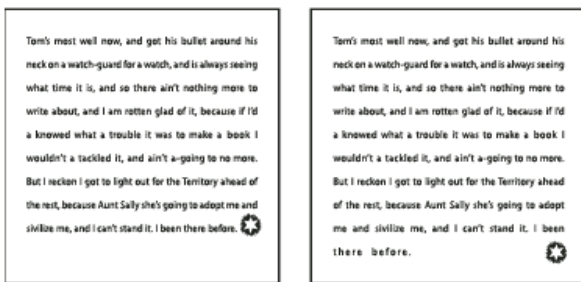 Tom's most well now, and got his bullet around his
neck on a watch-guard for a watch, and is always seeing
what time it is, and so there ain't nothing more to
write about, and I am rotten glad of it, because if I'd
a knowed what a trouble it was to make a book I
wouldn't a tackled it, and ain't a-going to no more.
But I reckon I got to light out for the Territory ahead of
the rest, because Aunt Sally she's going to adopt me and
sivilize me, and I can't stand it. I been there before.
Tom's most well now, and got his bullet around his
neck on a watch-guard for a watch, and is always seeing
what time it is, and so there ain't nothing more to
write about, and I am rotten glad of it, because if I'd
a knowed what a trouble it was to make a book I
wouldn't a tackled it, and ain't a-going to no more.
But I reckon I got to light out for the Territory ahead
of the rest, because Aunt Sally she's going to adopt
me and sivilize me, and I can't stand it. I been
there before.